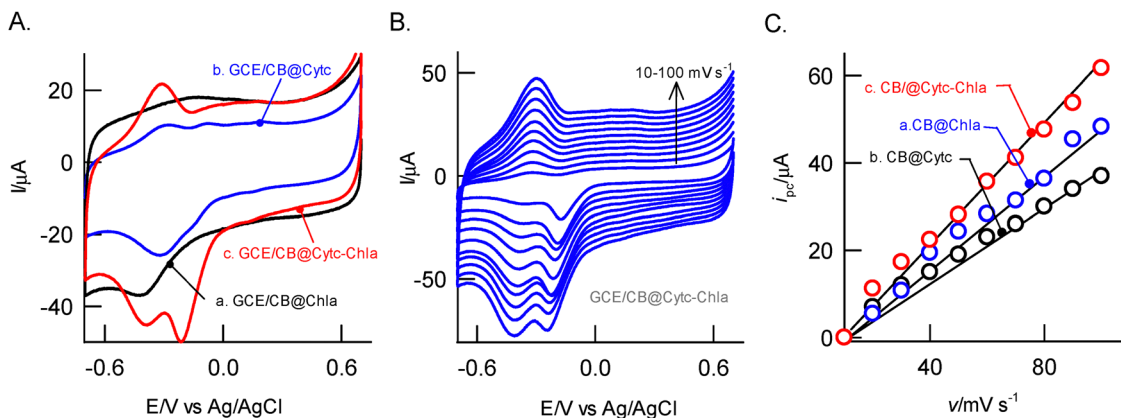 A.
b. GCE/CB@Cytc
20
0
-20
-40
I/µA
c. GCE/CB@Cytc-Chla
a. GCE/CB@Chla
-0.6
0.0
0.6
E/V vs Ag/AgCl
B.
10-100 mV s⁻¹
50
0
-50
I/µA
GCE/CB@Cytc-Chla
-0.6
0.0
0.6
E/V vs Ag/AgCl
C.
60
40
20
0
iₚc/µA
c. CB/@Cytc-Chla
a.CB@Chla
b. CB@Cytc
40
80
v/mV s⁻¹